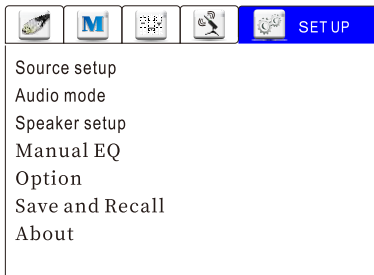 M
SET UP
Source setup
Audio mode
Speaker setup
Manual EQ
Option
Save and Recall
About